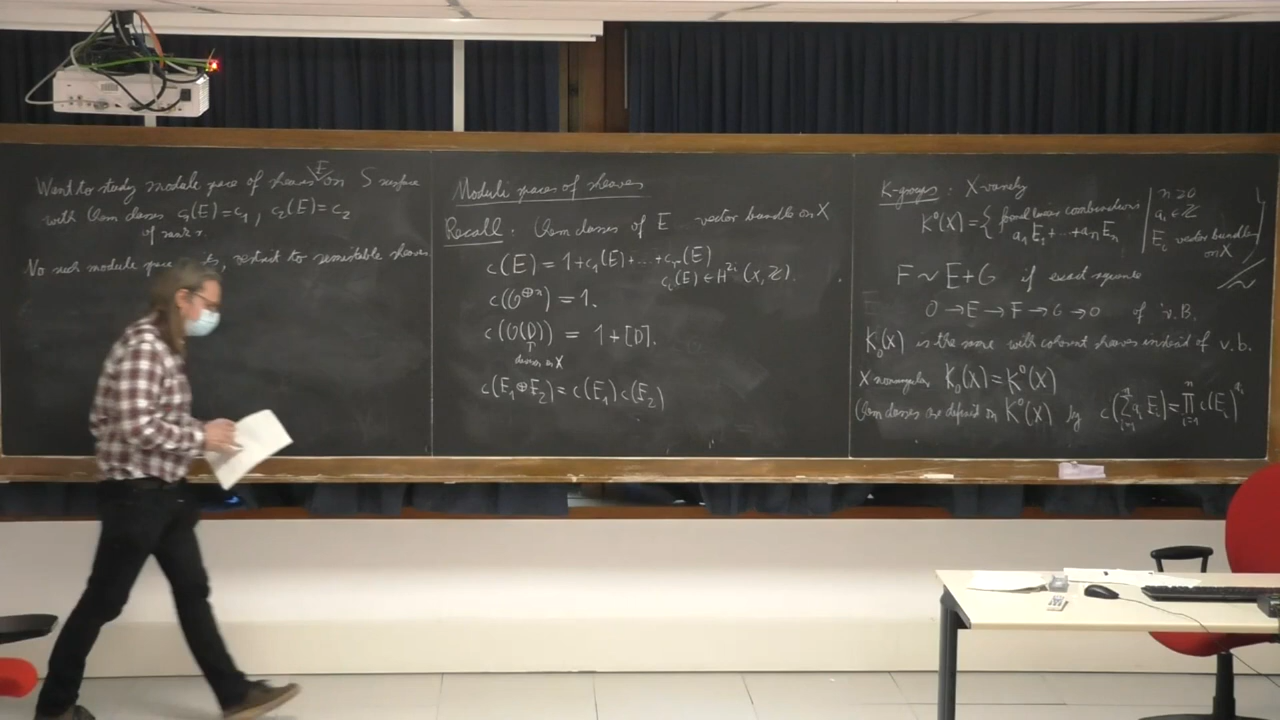 Want to study moduli space of sheaves E on S surface
with Chern classes c₁(E)=c₁, c₂(E)=c₂
of rank r.
No such moduli space, restrict to semistable sheaves
Moduli spaces of sheaves
Recall: Chern classes of E vector bundle on X
c(E) = 1+c₁(E)+...+cᵣ(E)
cᵢ(E) ∈ H²ⁱ(X,ℤ).
c(O^{⊕n}) = 1.
c(O(D)) = 1+[D].
divisor on X
c(E₁⊕E₂) = c(E₁)c(E₂)
K-groups: X variety
K⁰(X) = { formal linear combinations a₁E₁+...+aₙEₙ | n≥0 aᵢ∈ℤ Eᵢ vector bundles on X } /~
F ~ E+G if exact sequence
0→E→F→G→0 of v.B.
K₀(X) is the same with coherent sheaves instead of v.b.
X nonsingular K₀(X)=K⁰(X)
Chern classes are defined on K⁰(X) by c(∑_{i=1}^{n} aᵢ Eᵢ) = ∏_{i=1}^{n} c(Eᵢ)^{aᵢ}